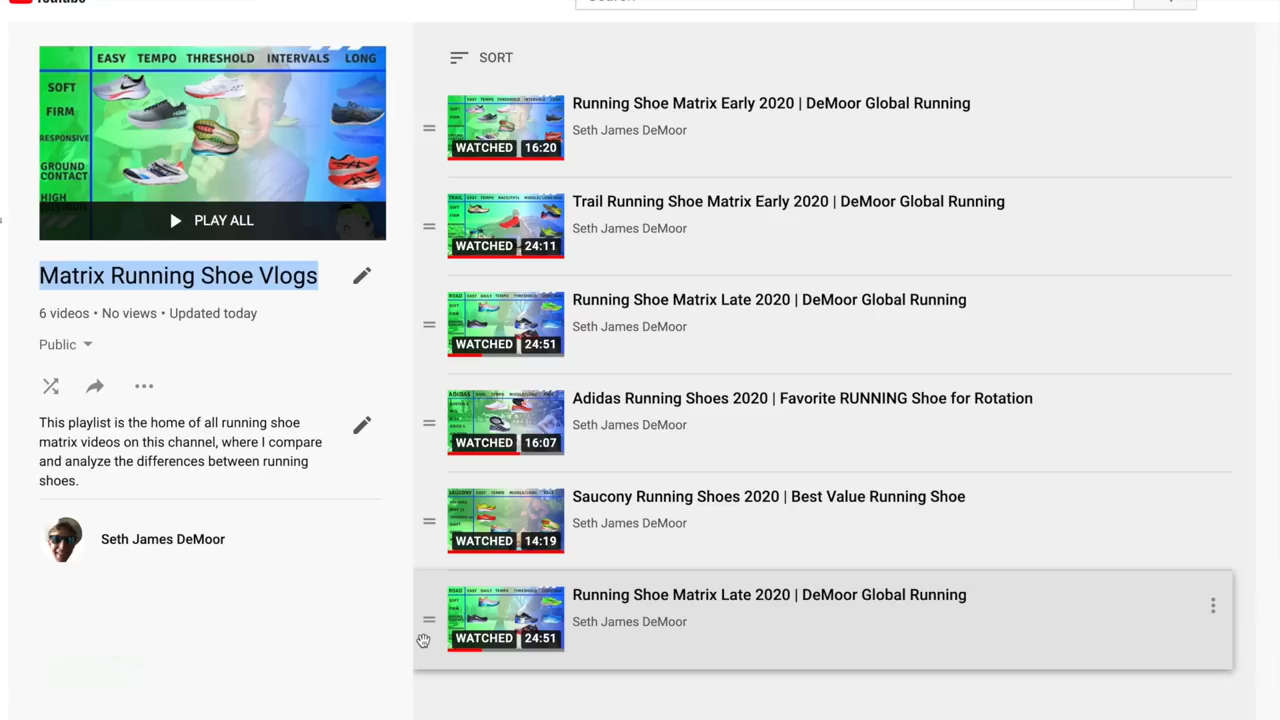 YouTube
Search
EASY TEMPO THRESHOLD INTERVALS LONG
SOFT
FIRM
RESPONSIVE
GROUND
CONTACT
HIGH
PLAY ALL
Matrix Running Shoe Vlogs
6 videos • No views • Updated today
Public
This playlist is the home of all running shoe
matrix videos on this channel, where I compare
and analyze the differences between running
shoes.
Seth James DeMoor
SORT
Running Shoe Matrix Early 2020 | DeMoor Global Running
Seth James DeMoor
WATCHED 16:20
Trail Running Shoe Matrix Early 2020 | DeMoor Global Running
Seth James DeMoor
WATCHED 24:11
Running Shoe Matrix Late 2020 | DeMoor Global Running
Seth James DeMoor
WATCHED 24:51
Adidas Running Shoes 2020 | Favorite RUNNING Shoe for Rotation
Seth James DeMoor
WATCHED 16:07
Saucony Running Shoes 2020 | Best Value Running Shoe
Seth James DeMoor
WATCHED 14:19
Running Shoe Matrix Late 2020 | DeMoor Global Running
Seth James DeMoor
WATCHED 24:51